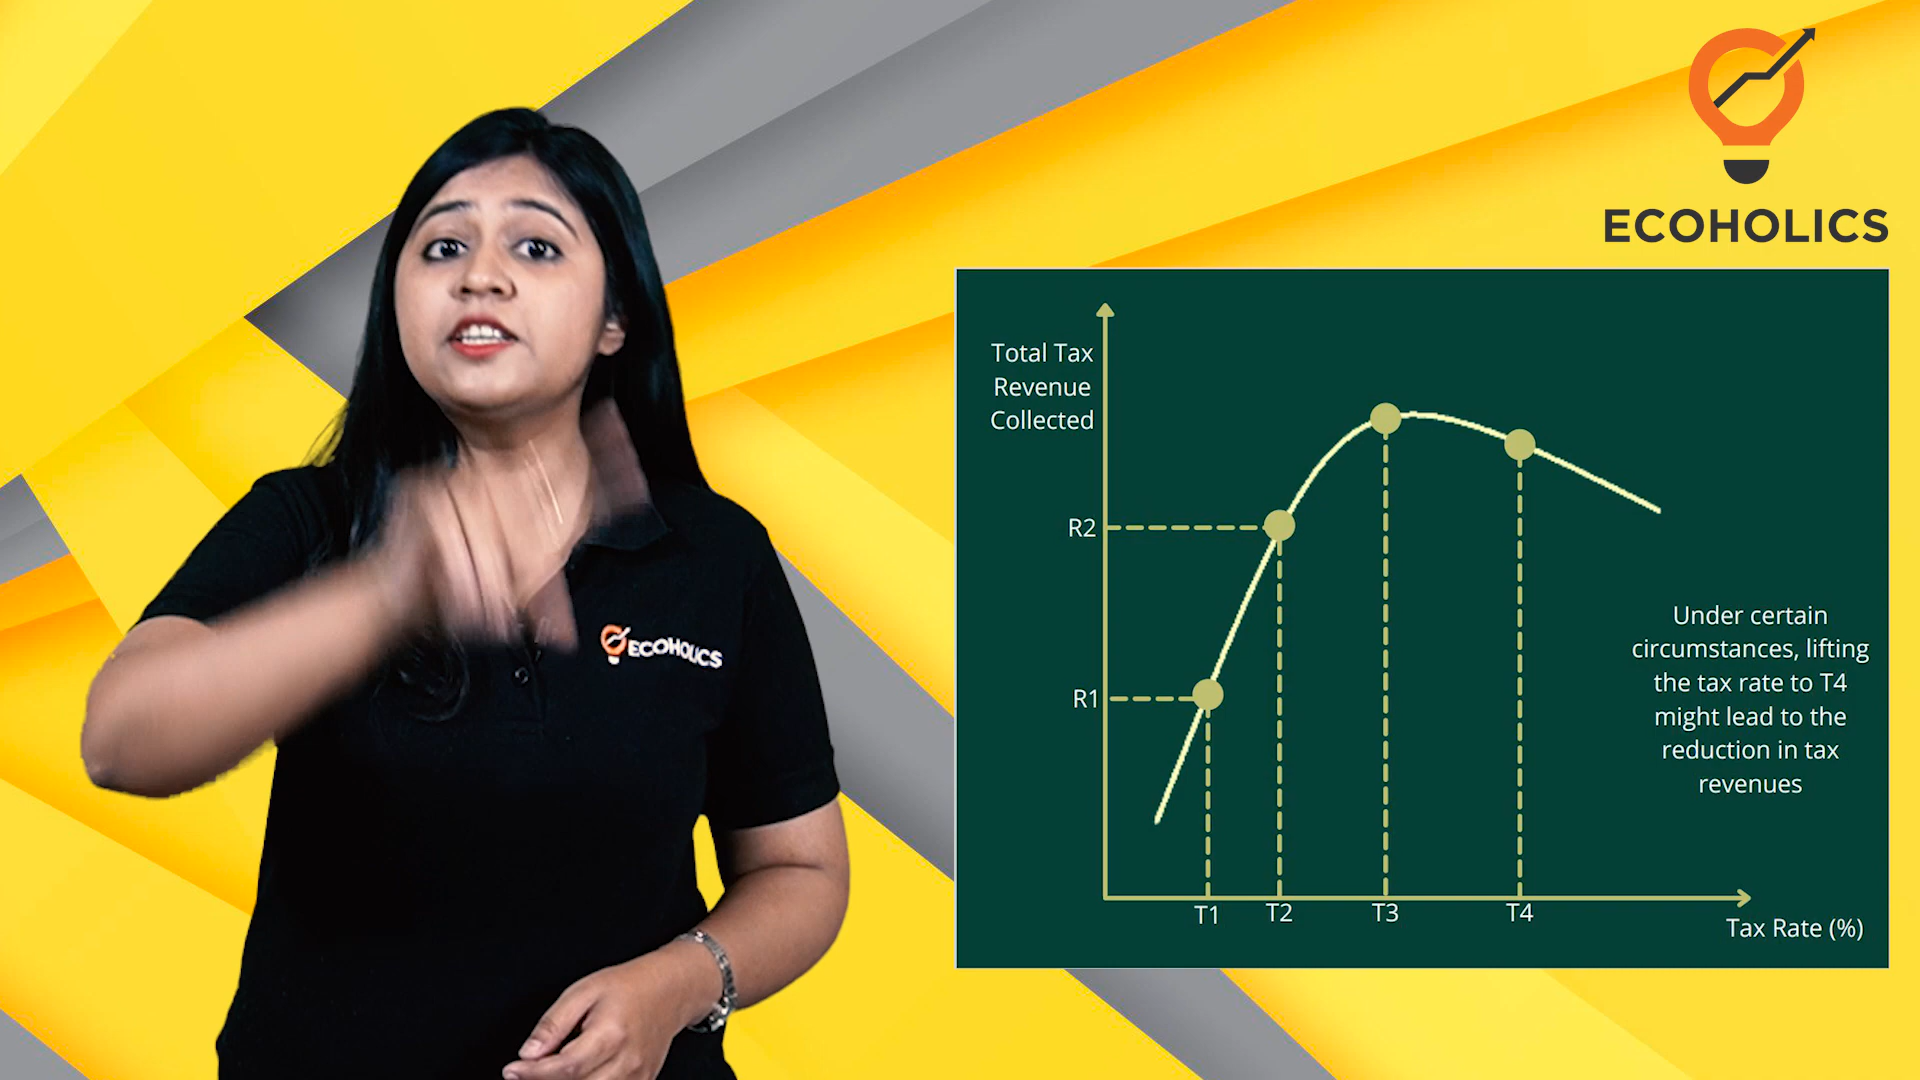 ECOHOLICS
Total Tax
Revenue
Collected
R2
R1
Under certain
circumstances, lifting
the tax rate to T4
might lead to the
reduction in tax
revenues
T1 T2 T3 T4
Tax Rate (%)
ECOHOLICS